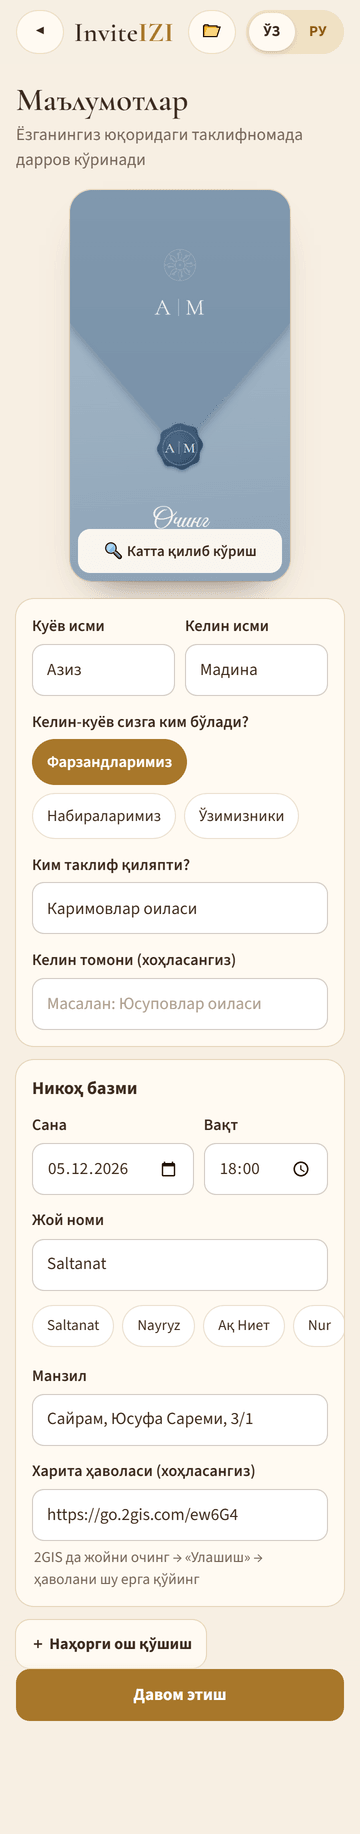 InviteIZI
ЎЗ
РУ
Маълумотлар
Ёзганингиз юқоридаги таклифномада
дарров кўринади
A | M
A | M
Очинг
Катта қилиб кўриш
Куёв исми
Келин исми
Азиз
Мадина
Келин-куёв сизга ким бўлади?
Фарзандларимиз
Набираларимиз
Ўзимизники
Ким таклиф қиляпти?
Каримовлар оиласи
Келин томони (хоҳласангиз)
Масалан: Юсуповлар оиласи
Никоҳ базми
Сана
Вақт
05.12.2026
18:00
Жой номи
Saltanat
Saltanat
Nayryz
Ақ Ниет
Nur
Манзил
Сайрам, Юсуфа Сареми, 3/1
Харита ҳаволаси (хоҳласангиз)
https://go.2gis.com/ew6G4
2GIS да жойни очинг → «Улашиш» →
ҳаволани шу ерга қўйинг
+ Наҳорги ош қўшиш
Давом этиш